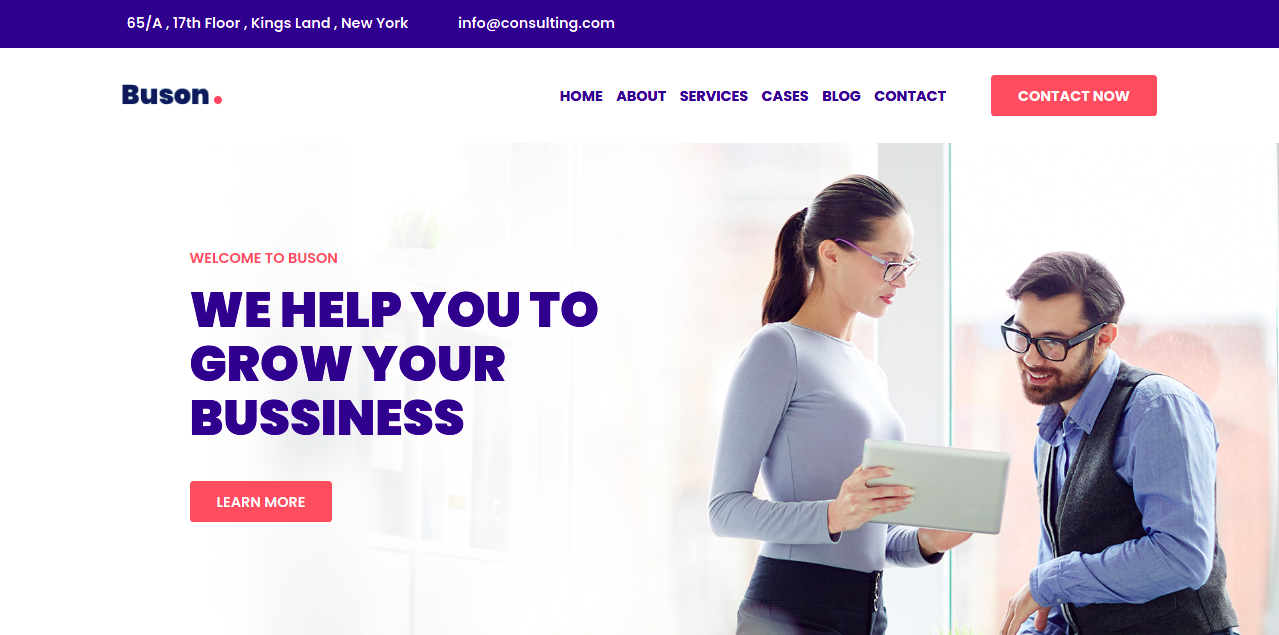 65/A , 17th Floor , Kings Land , New York info@consulting.com
Buson.
HOME ABOUT SERVICES CASES BLOG CONTACT CONTACT NOW
WELCOME TO BUSON
WE HELP YOU TO
GROW YOUR
BUSSINESS
LEARN MORE